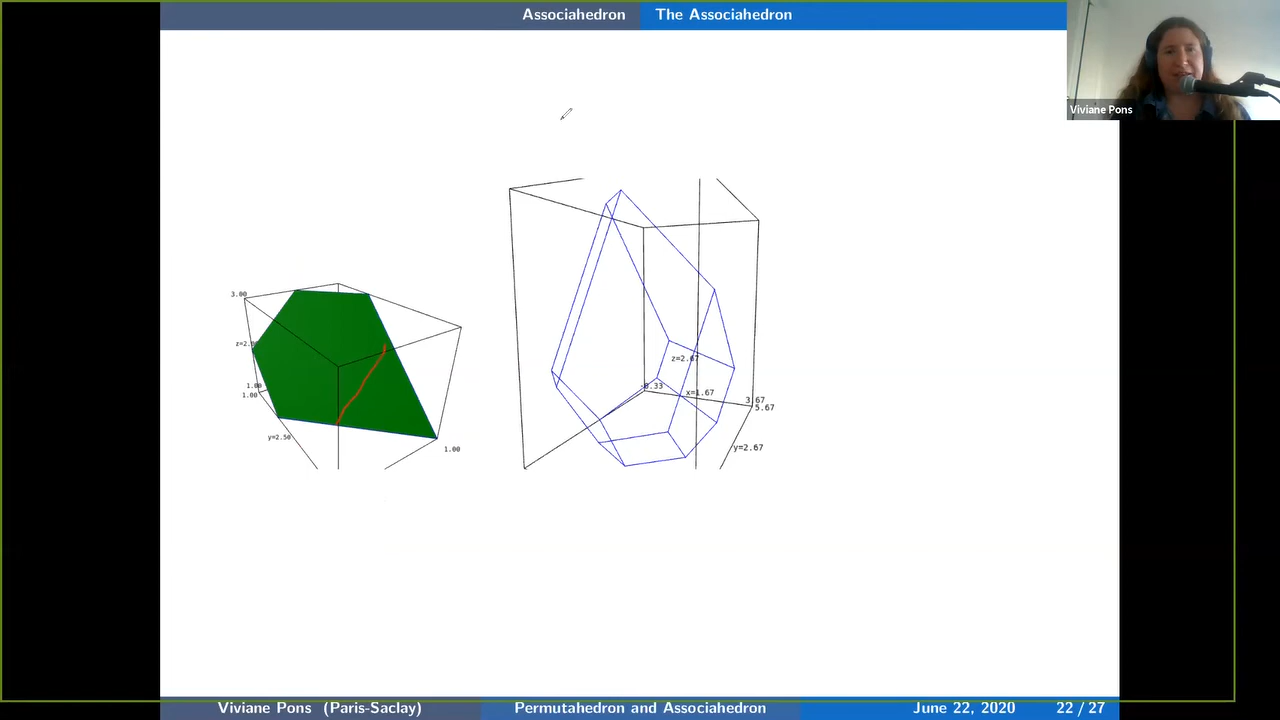 Associahedron
The Associahedron
Viviane Pons
3.00
1.00
1.00
y=2.50
1.00
z=2.67
x=1.67
3.67
5.67
y=2.67
Viviane Pons (Paris-Saclay)
Permutahedron and Associahedron
June 22, 2020
22 / 27